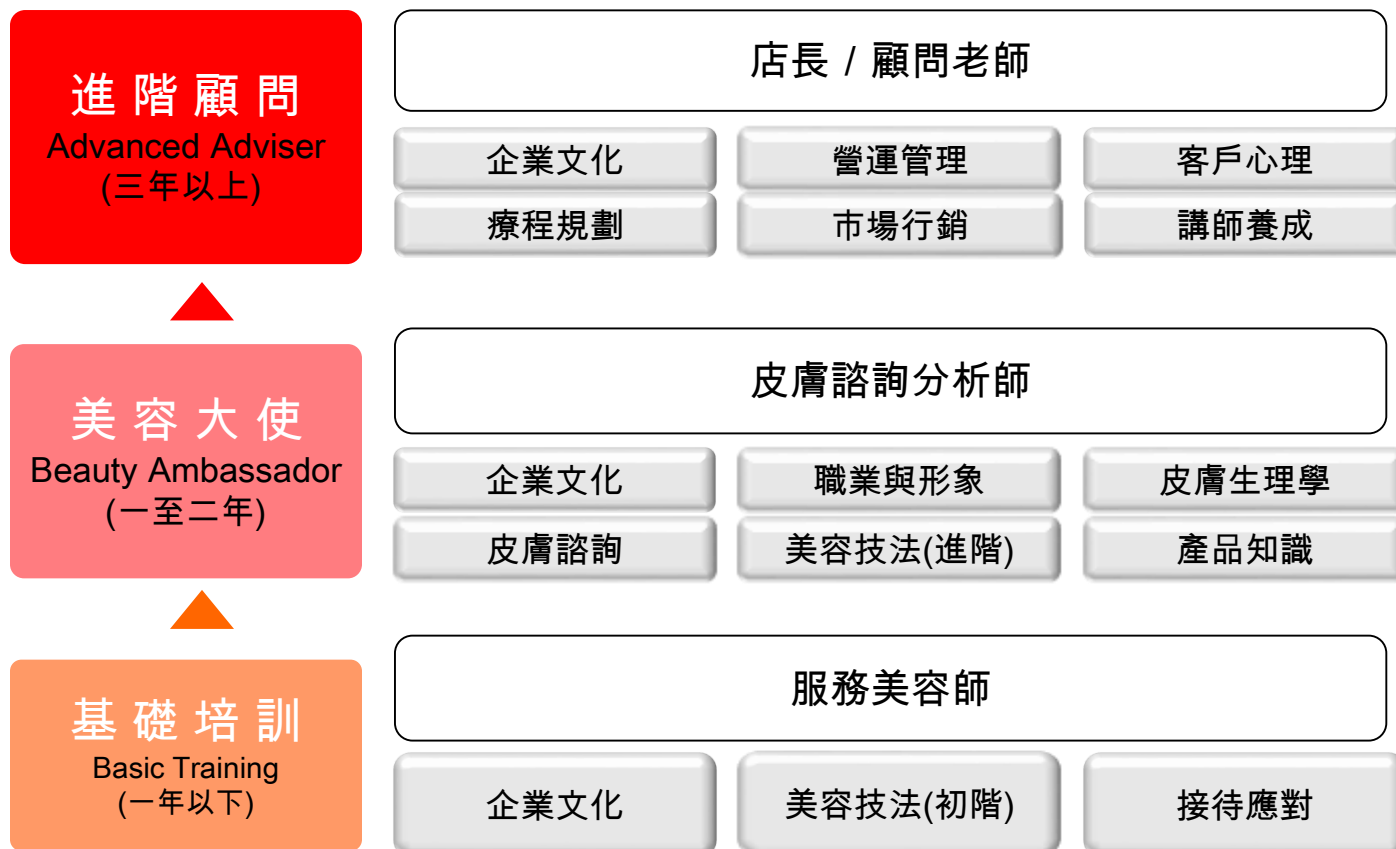 進階顧問
Advanced Adviser
(三年以上)
店長 / 顧問老師
企業文化
營運管理
客戶心理
療程規劃
市場行銷
講師養成
美容大使
Beauty Ambassador
(一至二年)
皮膚諮詢分析師
企業文化
職業與形象
皮膚生理學
皮膚諮詢
美容技法(進階)
產品知識
基礎培訓
Basic Training
(一年以下)
服務美容師
企業文化
美容技法(初階)
接待應對